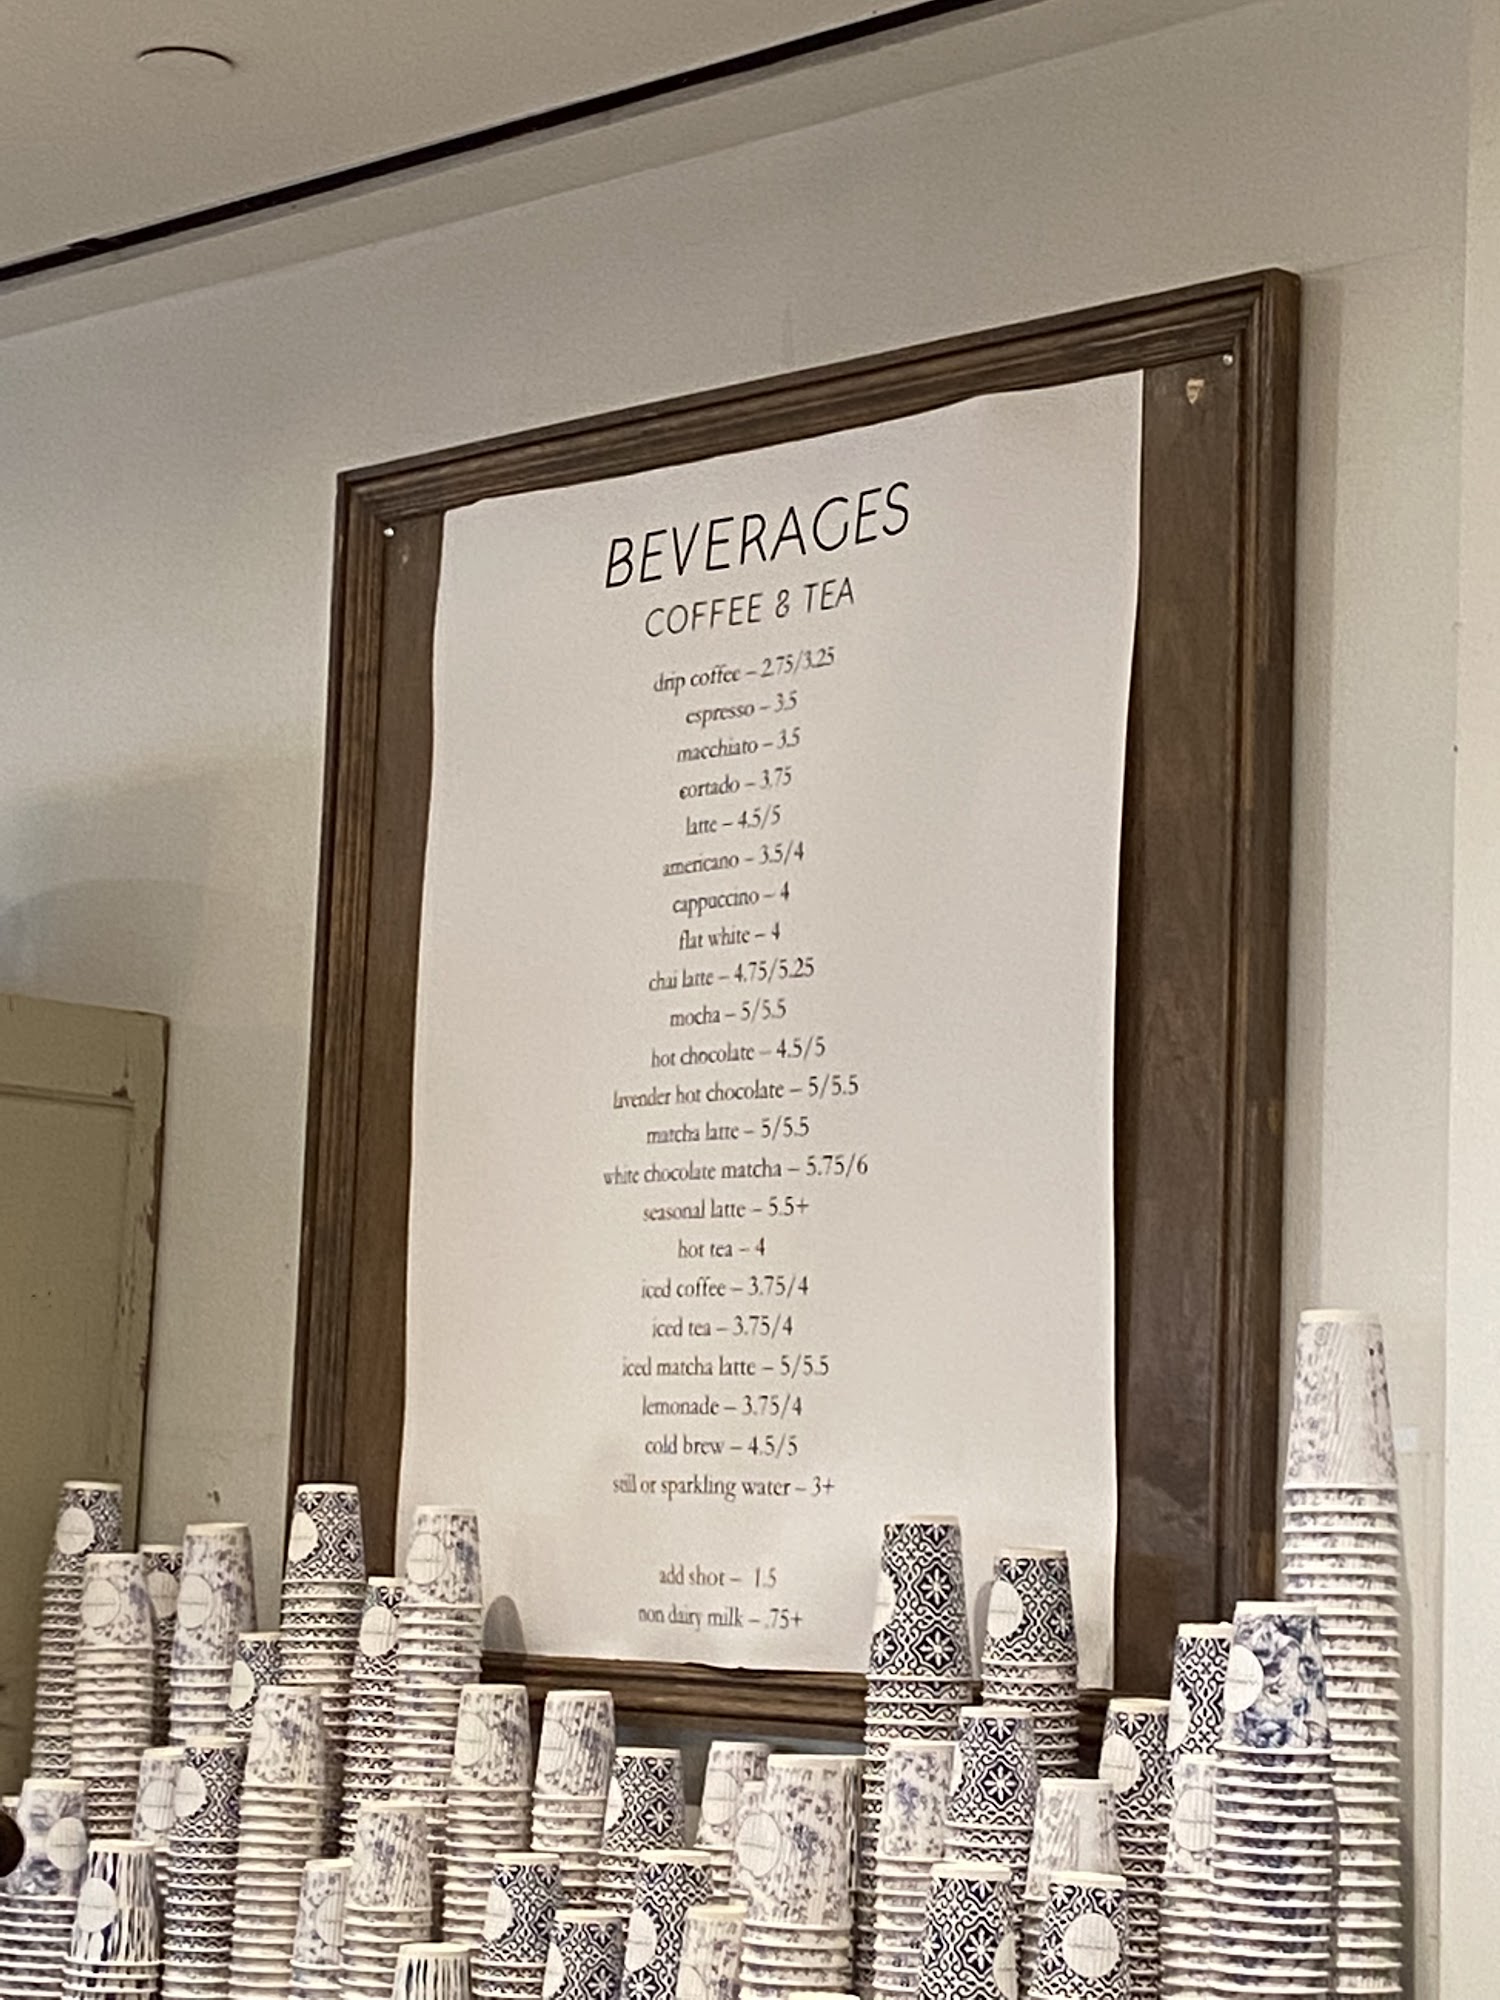 BEVERAGES
COFFEE & TEA
drip coffee – 2.75/3.25
espresso – 3.5
macchiato – 3.5
cortado – 3.75
latte – 4.5/5
americano – 3.5/4
cappuccino – 4
flat white – 4
chai latte – 4.75/5.25
mocha – 5/5.5
hot chocolate – 4.5/5
lavender hot chocolate – 5/5.5
matcha latte – 5/5.5
white chocolate matcha – 5.75/6
seasonal latte – 5.5+
hot tea – 4
iced coffee – 3.75/4
iced tea – 3.75/4
iced matcha latte – 5/5.5
lemonade – 3.75/4
cold brew – 4.5/5
still or sparkling water – 3+
add shot – 1.5
non dairy milk – .75+